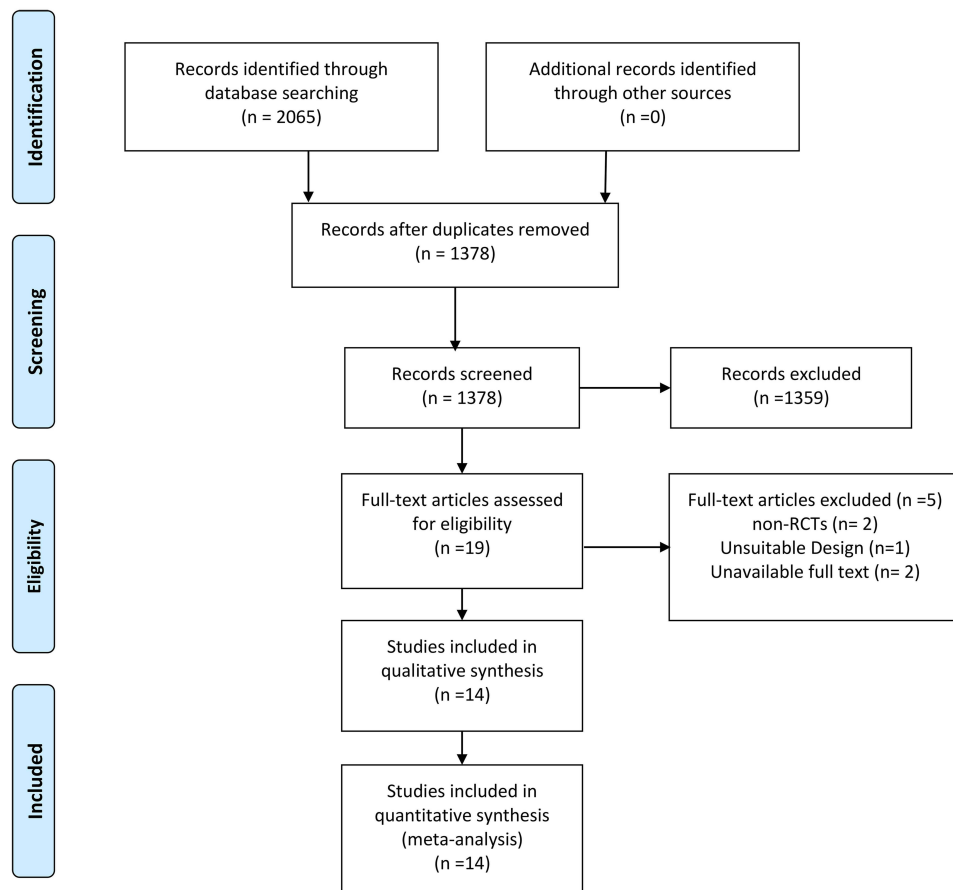 Identification
Records identified through
database searching
(n = 2065)
Additional records identified
through other sources
(n =0)
Records after duplicates removed
(n = 1378)
Screening
Records screened
(n = 1378)
Records excluded
(n =1359)
Eligibility
Full-text articles assessed
for eligibility
(n =19)
Full-text articles excluded (n =5)
non-RCTs (n= 2)
Unsuitable Design (n=1)
Unavailable full text (n= 2)
Studies included in
qualitative synthesis
(n =14)
Included
Studies included in
quantitative synthesis
(meta-analysis)
(n =14)